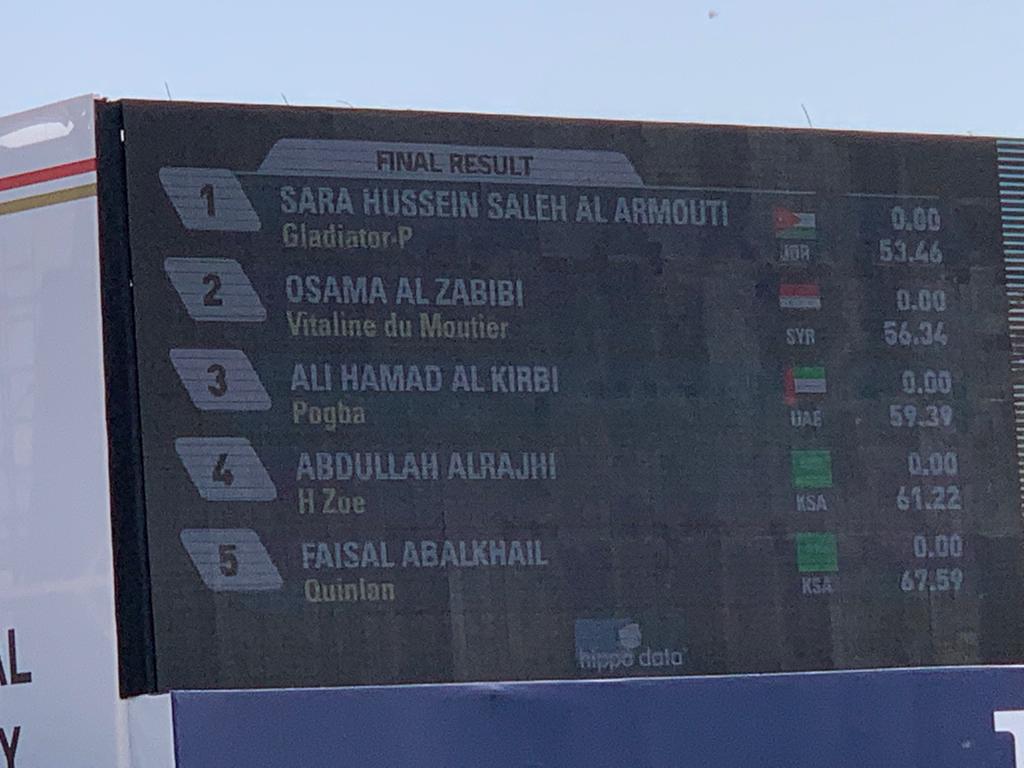 FINAL RESULT
1 SARA HUSSEIN SALEH AL ARMOUTI 0.00
Gladiator-P JOR 53.46
2 OSAMA AL ZABIBI 0.00
Vitaline du Moutier SYR 56.34
3 ALI HAMAD AL KIRBI 0.00
Pogba UAE 59.39
4 ABDULLAH ALRAJHI 0.00
H Zoe KSA 61.22
5 FAISAL ABALKHAIL 0.00
Quinlan KSA 67.59
hippo data
AL
Y